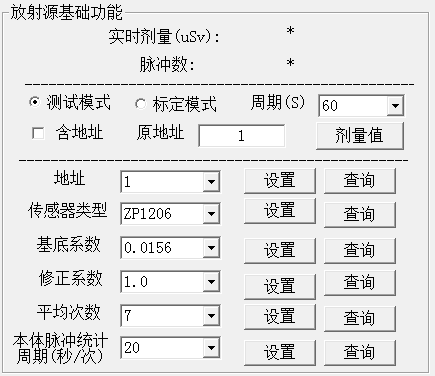 放射源基础功能
实时剂量(uSv): *
脉冲数: *
测试模式 标定模式 周期(S) 60
含地址 原地址 1 剂量值
地址 1 设置 查询
传感器类型 ZP1206 设置 查询
基底系数 0.0156 设置 查询
修正系数 1.0 设置 查询
平均次数 7 设置 查询
本体脉冲统计
周期(秒/次) 20 设置 查询